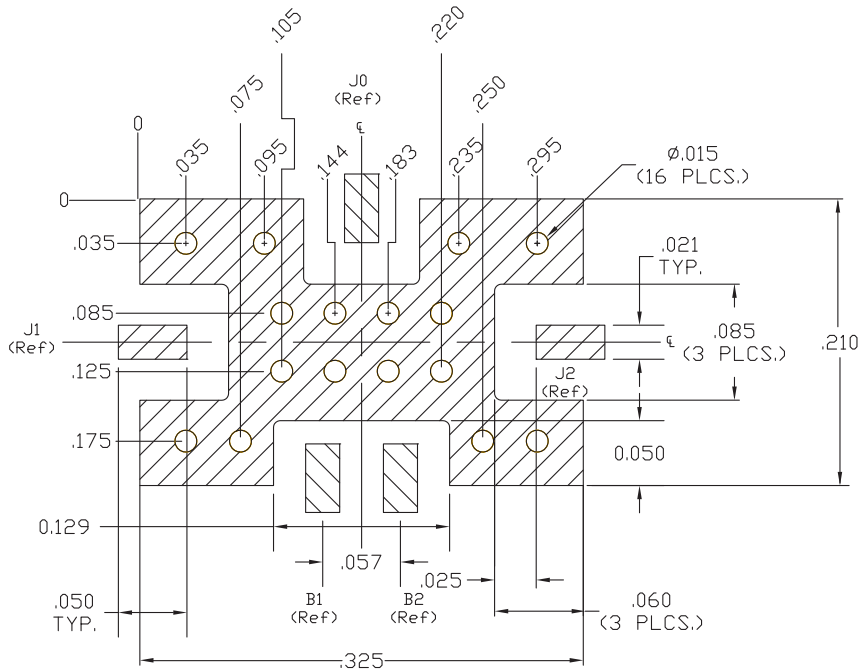 .105
.220
J0
(Ref)
℄
.075
.250
0
.035
.095
.144
.183
.235
.295
Ø.015
(16 PLCS.)
0
.035
.021
TYP.
.085
J1
(Ref)
℄
.085
(3 PLCS.)
.210
.125
J2
(Ref)
.175
0.050
0.129
.057
.025
.050
TYP.
B1
(Ref)
B2
(Ref)
.060
(3 PLCS.)
.325